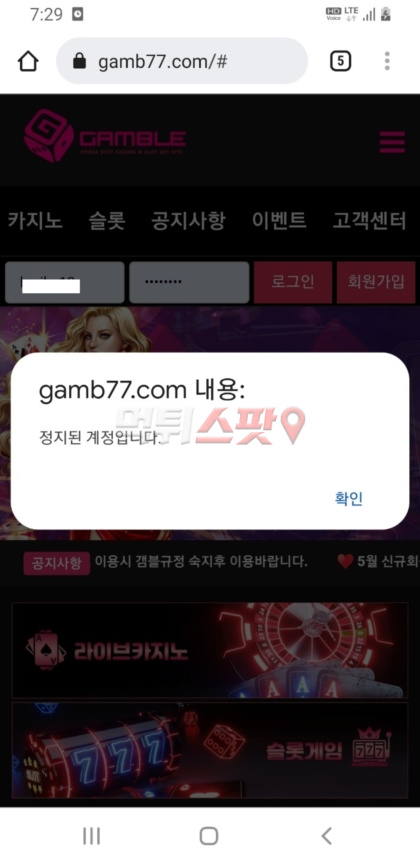 7:29
HD
Voice
LTE
gamb77.com/#
5
GAMBLE
카지노 슬롯 공지사항 이벤트 고객센터
로그인 회원가입
gamb77.com 내용:
정지된 계정입니다.
먹튀스팟
확인
공지사항 이용시 갬블규정 숙지후 이용바랍니다. ❤️ 5월 신규회
A
라이브카지노
A A A
777
슬롯게임
777